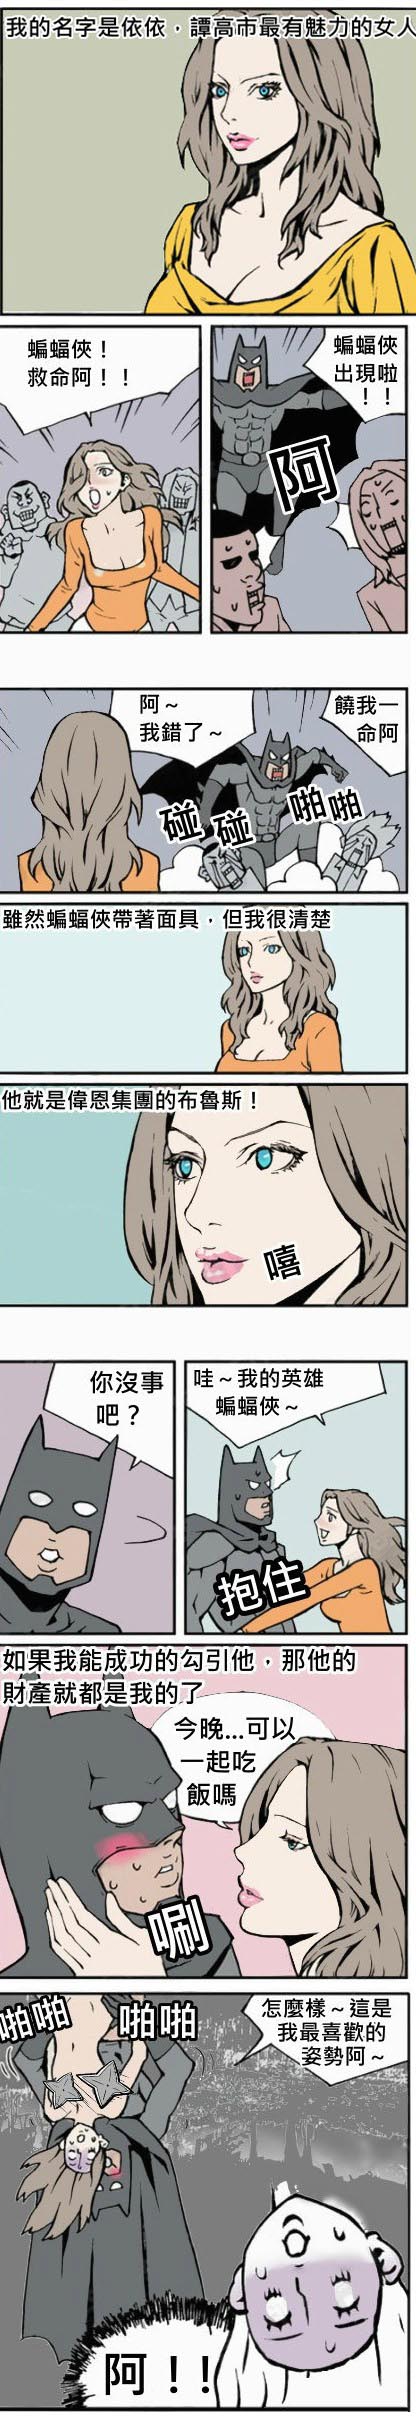 我的名字是依依，譚高市最有魅力的女人
蝙蝠俠！
救命阿！！
蝙蝠俠
出現啦
！！
阿
阿～
我錯了～
饒我一
命阿
碰碰
啪啪
雖然蝙蝠俠帶著面具，但我很清楚
他就是偉恩集團的布魯斯！
嘻
你沒事
吧？
哇～我的英雄
蝙蝠俠～
抱住
如果我能成功的勾引他，那他的
財產就都是我的了
今晚...可以
一起吃
飯嗎
唰
啪啪
啪啪
怎麼樣～這是
我最喜歡的
姿勢阿～
阿！！